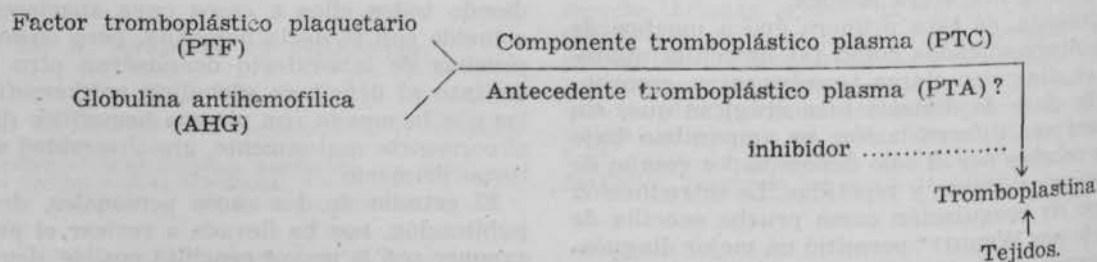 Factor tromboplástico plaquetario
(PTF)
Componente tromboplástico plasma (PTC)
Globulina antihemofílica
(AHG)
Antecedente tromboplástico plasma (PTA) ?
inhibidor ....................
Tromboplastina
Tejidos.